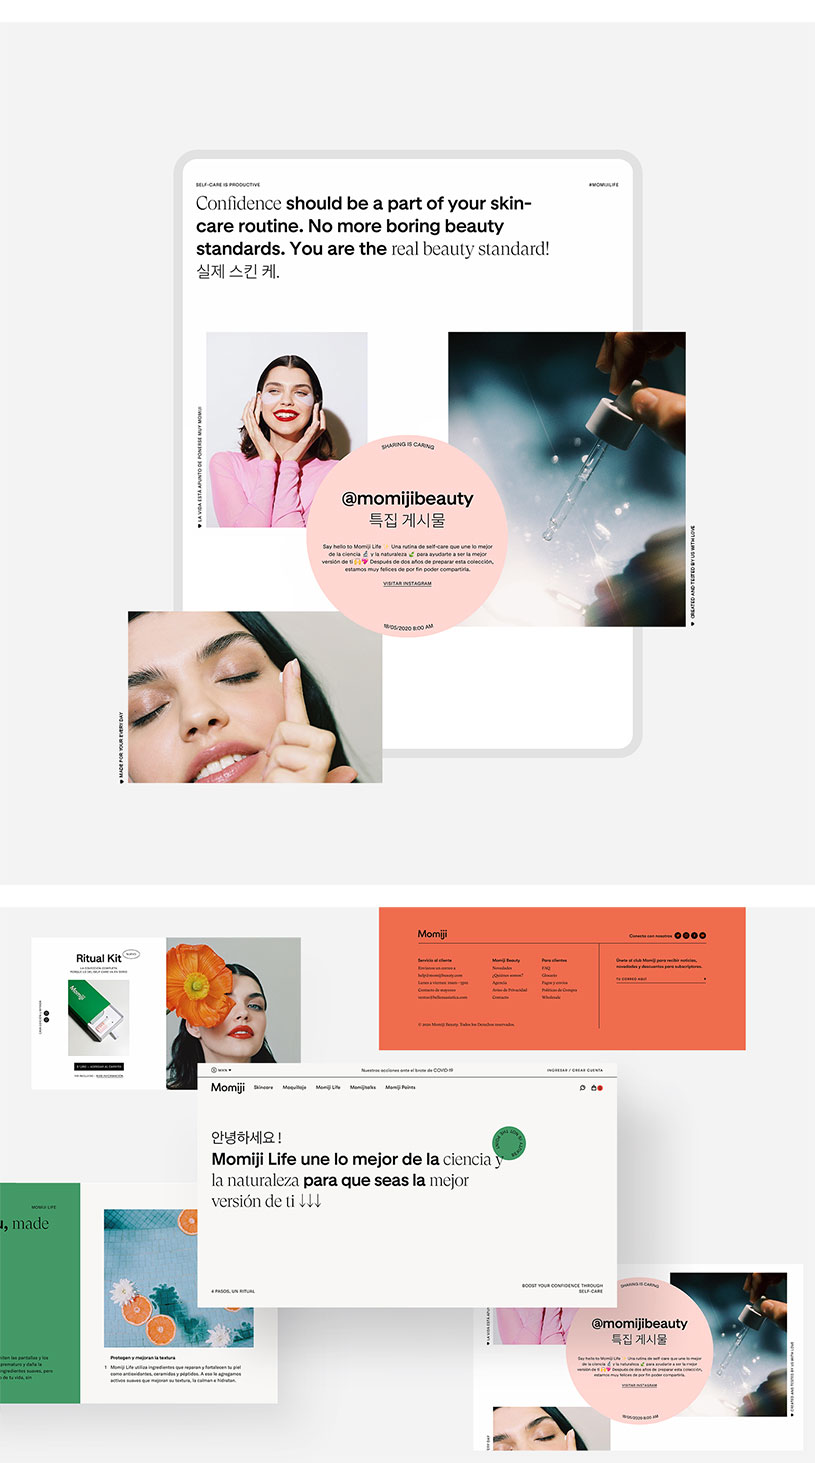 SELF-CARE IS PRODUCTIVE
#MOMIJILIFE
Confidence should be a part of your skin-
care routine. No more boring beauty
standards. You are the real beauty standard!
실제 스킨 케.
LA VIDA ESTÁ APUNTO DE PONERSE MUY MOMIJI
SHARING IS CARING
@momijibeauty
특집 게시물
Say hello to Momiji Life ✨ Una rutina de self-care que une lo mejor
de la ciencia 🔬 y la naturaleza 🌿 para ayudarte a ser la mejor
versión de ti 🙌💖 Después de dos años de preparar esta colección,
estamos muy felices de por fin poder compartirla.
VISITAR INSTAGRAM
18/05/2020 8:00 AM
CREATED AND TESTED BY US WITH LOVE
MADE FOR YOUR EVERY DAY
Ritual Kit
NUEVO
LA COLECCIÓN COMPLETA
Momiji
Momiji
Conecta con nosotros
Servicio al cliente
Envíanos un correo a
help@momijibeauty.com
Lunes a viernes: 10am - 7pm
Contacto de mayoreo
Momiji Beauty
Novedades
¿Quiénes somos?
Agencia
Aviso de Privacidad
Contacto
Para clientes
FAQ
Glosario
Pagos y envíos
Políticas de Compra
Wholesale
Únete al club Momiji para recibir noticias,
novedades y descuentos para subscriptores.
TU CORREO AQUÍ
© 2020 Momiji Beauty. Todos los Derechos reservados.
MXN
Nuestras acciones ante el brote de COVID-19
INGRESAR / CREAR CUENTA
Momiji
Skincare
Maquillaje
Momiji Life
Momijitalks
Momiji Points
안녕하세요 !
Momiji Life une lo mejor de la ciencia y
la naturaleza para que seas la mejor
versión de ti ↓↓↓
6 PASOS, UN RITUAL
BOOST YOUR CONFIDENCE THROUGH
SELF-CARE
MOMIJI LIFE
made
Protegen y mejoran la textura
1 Momiji Life utiliza ingredientes que reparan y fortalecen tu piel
como antioxidantes, ceramidas y péptidos. A eso le agregamos
activos suaves que mejoran su textura, la calman e hidratan.
SHARING IS CARING
@momijibeauty
특집 게시물
Say hello to Momiji Life ✨ Una rutina de self-care que une lo mejor
de la ciencia 🔬 y la naturaleza 🌿 para ayudarte a ser la mejor
versión de ti 🙌💖 Después de dos años de preparar esta colección,
estamos muy felices de por fin poder compartirla.
VISITAR INSTAGRAM
18/05/2020 8:00 AM
CREATED AND TESTED BY US WITH LOVE